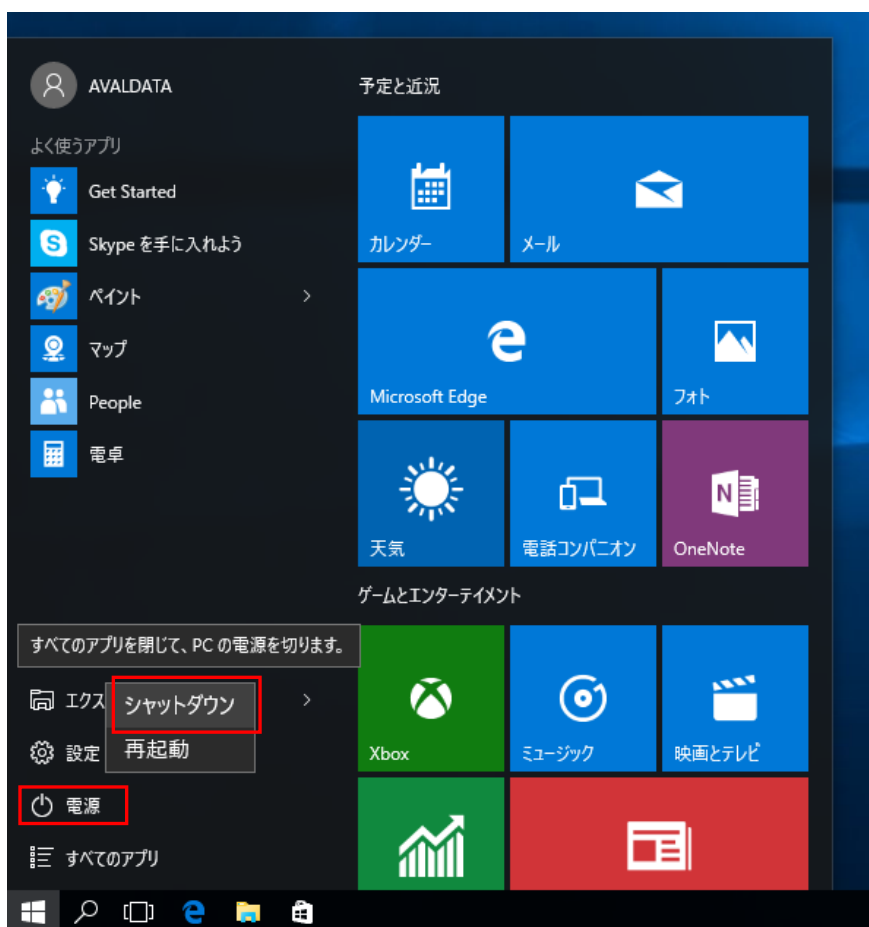 AVALDATA
よく使うアプリ
Get Started
Skype を手に入れよう
ペイント
マップ
People
電卓
すべてのアプリを閉じて、PC の電源を切ります。
エクス
シャットダウン
設定
再起動
電源
すべてのアプリ
予定と近況
カレンダー
メール
Microsoft Edge
フォト
天気
電話コンパニオン
OneNote
ゲームとエンターテイメント
Xbox
ミュージック
映画とテレビ